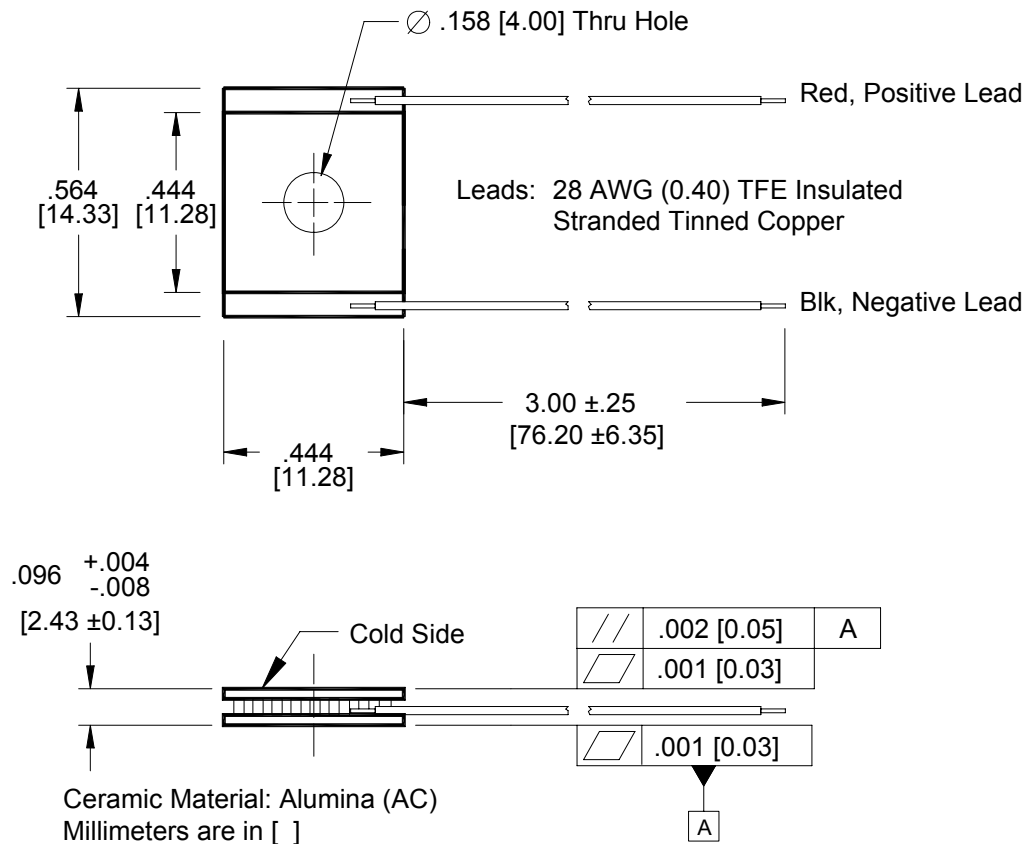 Ø .158 [4.00] Thru Hole
Red, Positive Lead
.564
[14.33]
.444
[11.28]
Leads: 28 AWG (0.40) TFE Insulated
Stranded Tinned Copper
Blk, Negative Lead
3.00 ±.25
[76.20 ±6.35]
.444
[11.28]
.096 +.004
-.008
[2.43 ±0.13]
Cold Side
// .002 [0.05] A
.001 [0.03]
.001 [0.03]
A
Ceramic Material: Alumina (AC)
Millimeters are in [ ]